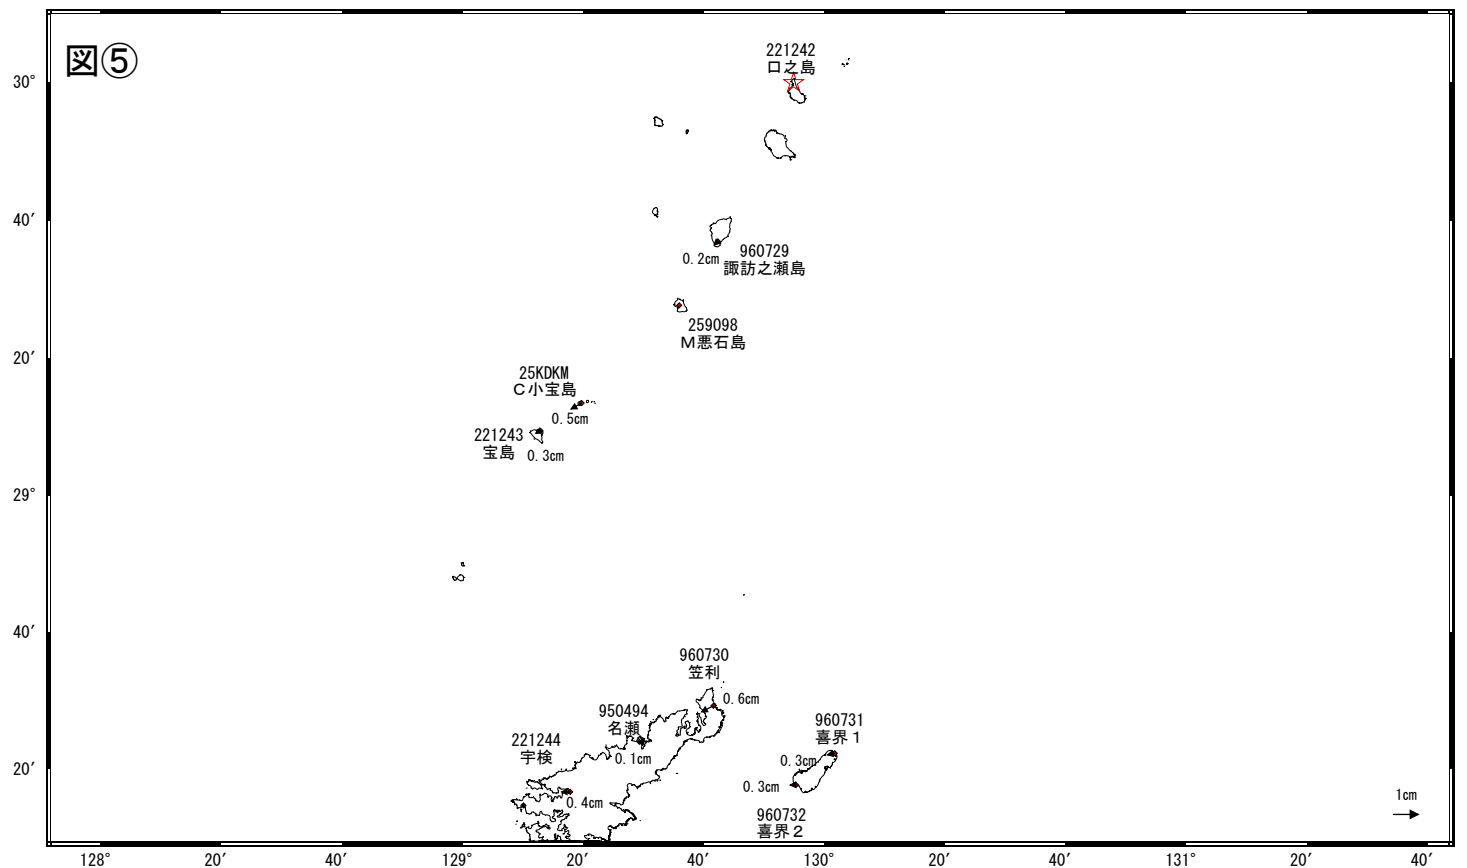 図⑤
221242
口之島
30°
40′
960729
0.2cm
諏訪之瀬島
259098
M悪石島
20′
25KDKM
C小宝島
0.5cm
221243
宝島
0.3cm
29°
40′
960730
笠利
0.6cm
950494
名瀬
0.1cm
960731
喜界1
221244
宇検
0.3cm
20′
0.4cm
0.3cm
960732
喜界2
1cm
128° 20′ 40′ 129° 20′ 40′ 130° 20′ 40′ 131° 20′ 40′